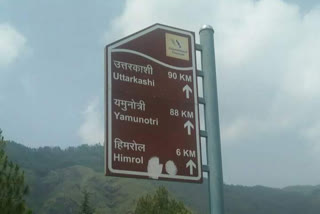 उत्तरकाशी
Uttarkashi 90 KM
यमुनोत्री
Yamunotri 88 KM
हिमरोल
Himrol 6 KM